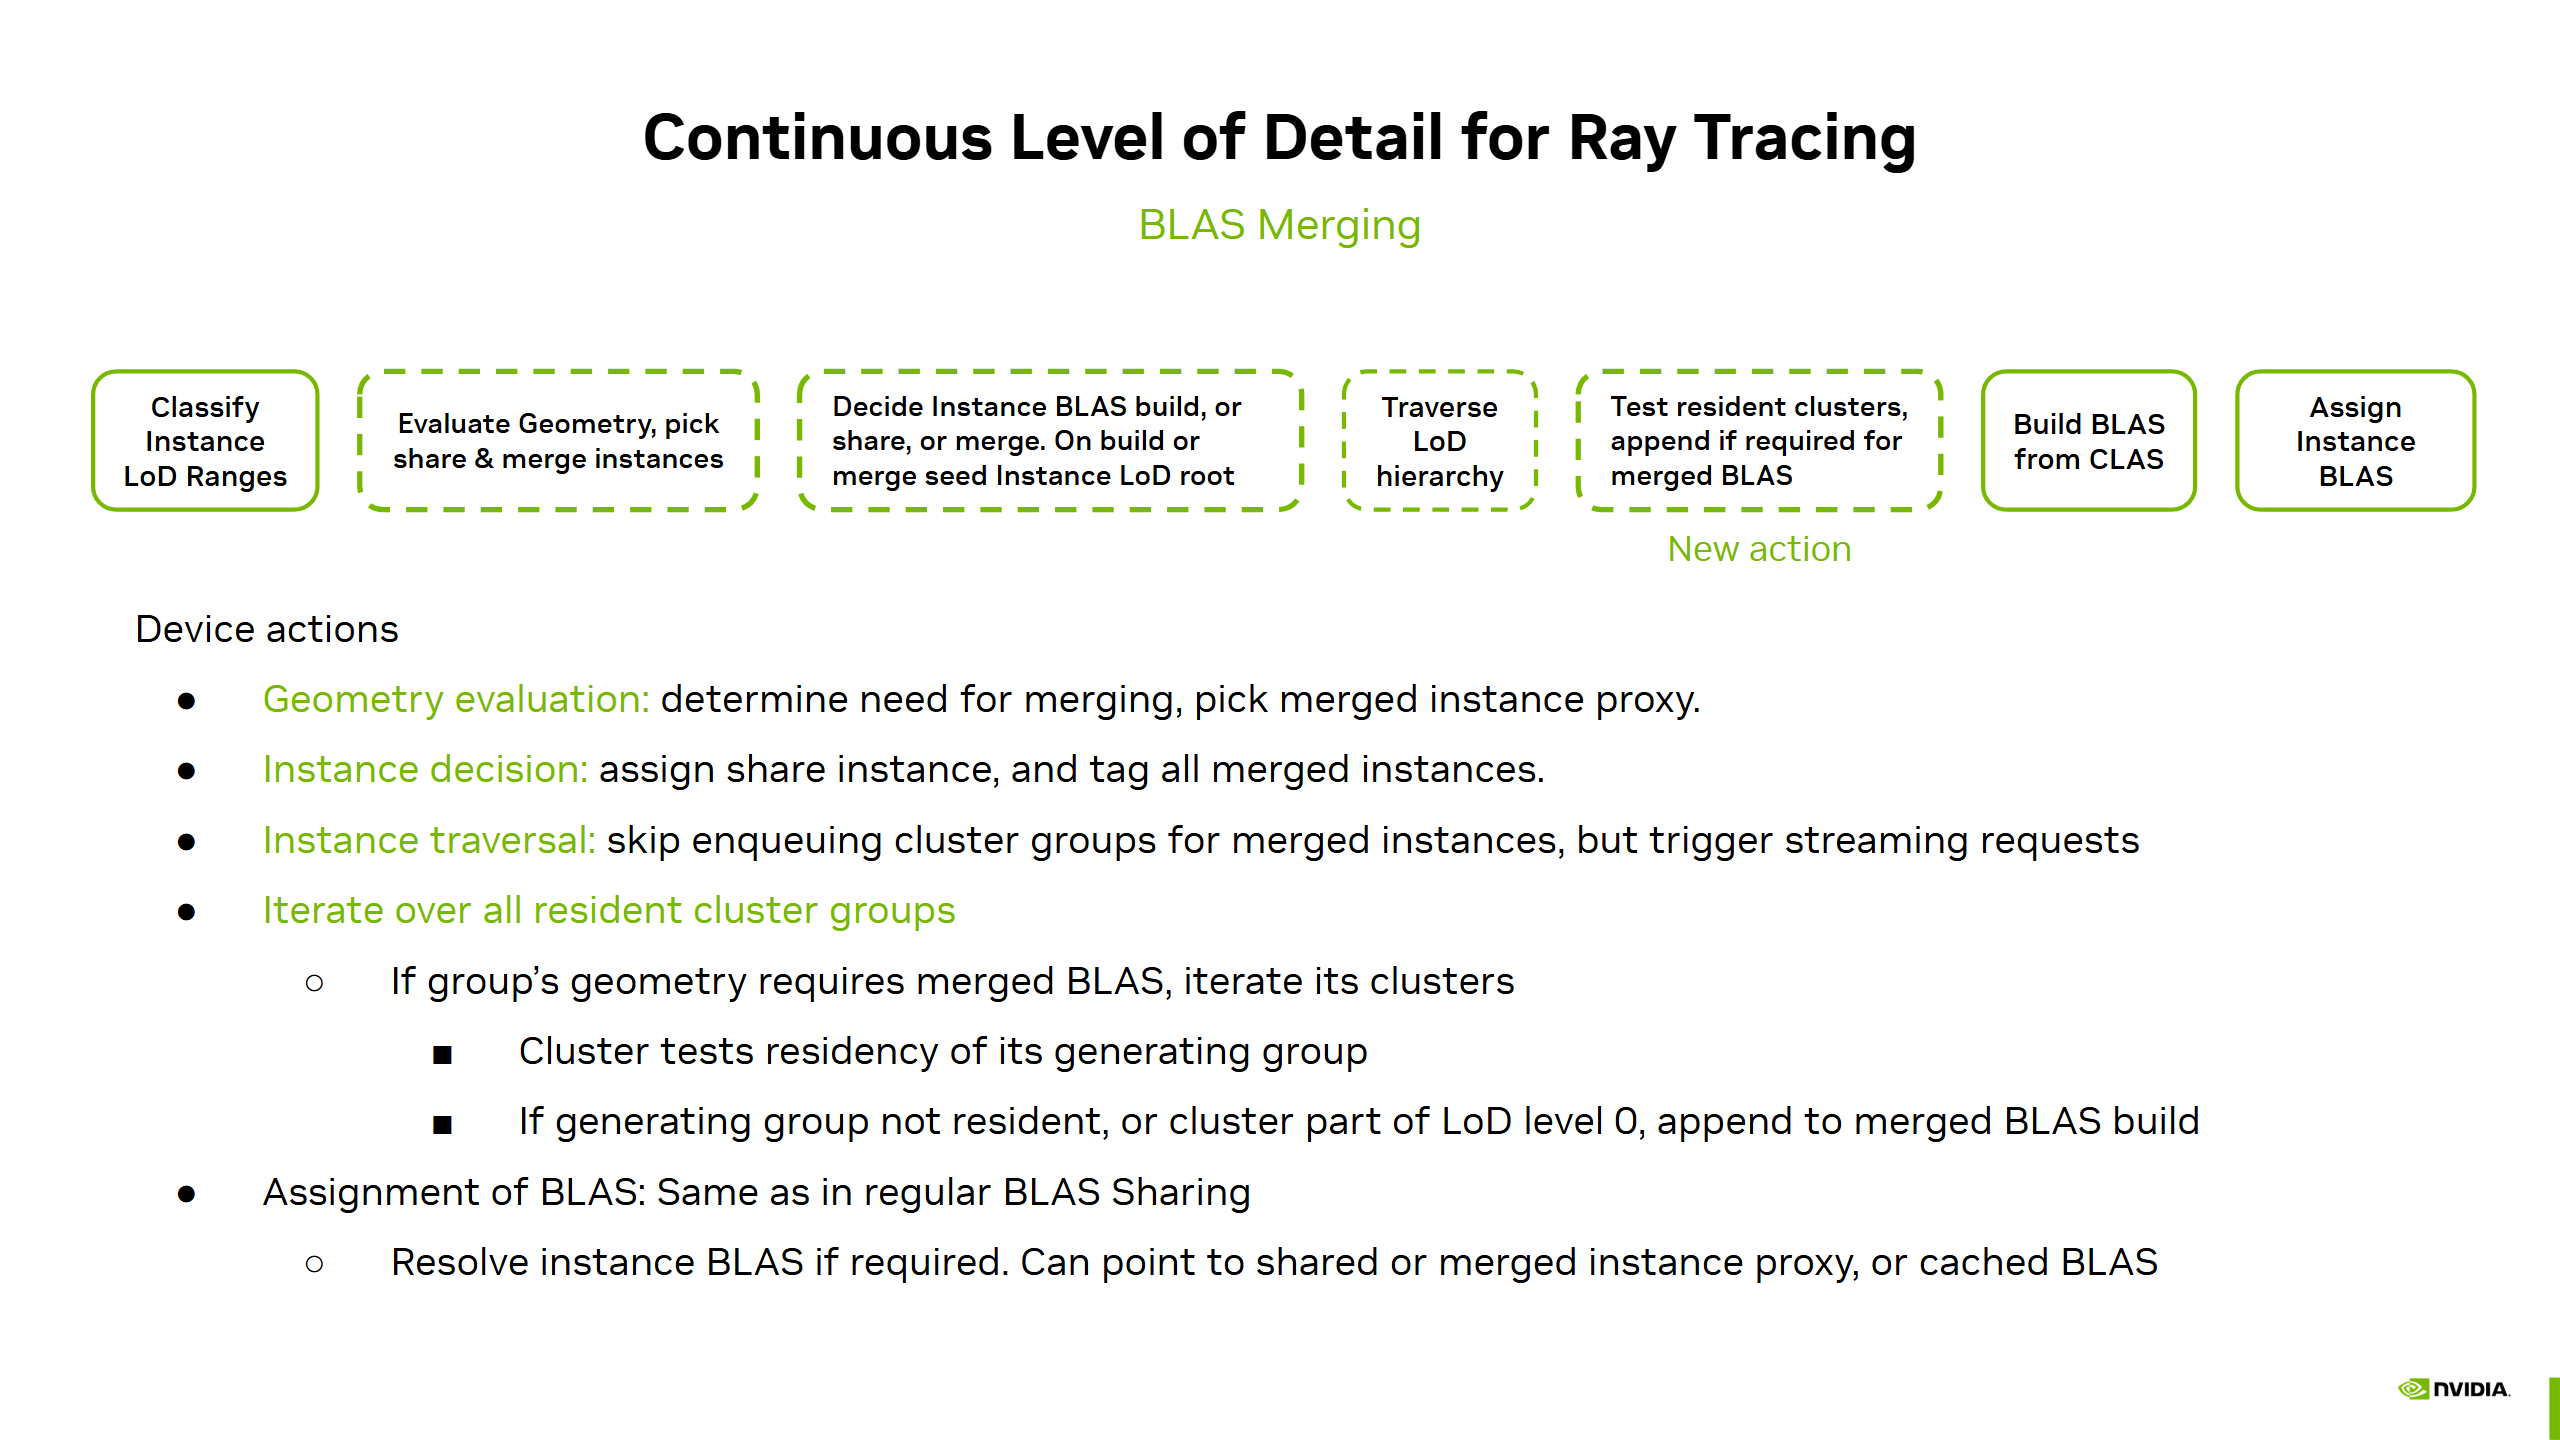 Continuous Level of Detail for Ray Tracing
BLAS Merging
Classify
Instance
LoD Ranges
Evaluate Geometry, pick
share & merge instances
Decide Instance BLAS build, or
share, or merge. On build or
merge seed Instance LoD root
Traverse
LoD
hierarchy
Test resident clusters,
append if required for
merged BLAS
Build BLAS
from CLAS
Assign
Instance
BLAS
New action
Device actions
● Geometry evaluation: determine need for merging, pick merged instance proxy.
● Instance decision: assign share instance, and tag all merged instances.
● Instance traversal: skip enqueuing cluster groups for merged instances, but trigger streaming requests
● Iterate over all resident cluster groups
○ If group’s geometry requires merged BLAS, iterate its clusters
■ Cluster tests residency of its generating group
■ If generating group not resident, or cluster part of LoD level 0, append to merged BLAS build
● Assignment of BLAS: Same as in regular BLAS Sharing
○ Resolve instance BLAS if required. Can point to shared or merged instance proxy, or cached BLAS
NVIDIA.